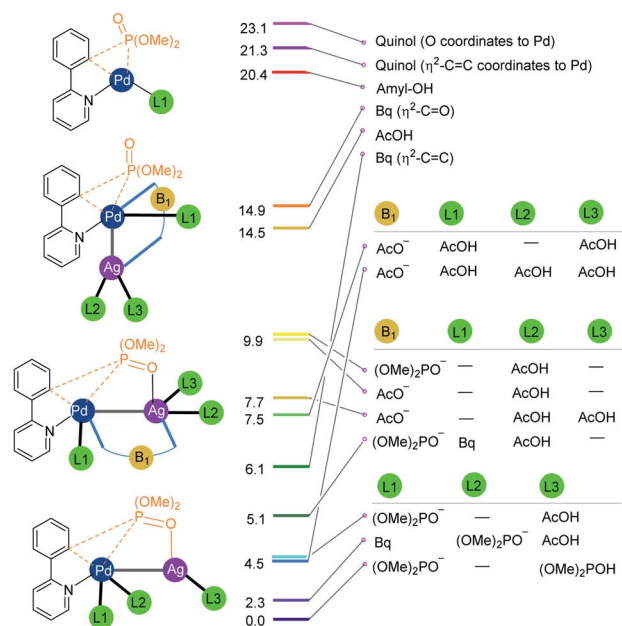 O
P(OMe)₂
Pd
N
L1
O
P(OMe)₂
B₁
Pd
L1
N
Ag
L2
L3
(OMe)₂
P
O
L3
Pd
Ag
L2
N
L1
B₁
(OMe)₂
P
O
Pd
Ag
N
L2
L3
L1
23.1
21.3
20.4
14.9
14.5
9.9
7.7
7.5
6.1
5.1
4.5
2.3
0.0
Quinol (O coordinates to Pd)
Quinol (η²-C=C coordinates to Pd)
Amyl-OH
Bq (η²-C=O)
AcOH
Bq (η²-C=C)
B₁ L1 L2 L3
AcO⁻ AcOH — AcOH
AcO⁻ AcOH AcOH AcOH
B₁ L1 L2 L3
(OMe)₂PO⁻ — AcOH —
AcO⁻ — AcOH —
AcO⁻ — AcOH AcOH
(OMe)₂PO⁻ Bq AcOH —
L1 L2 L3
(OMe)₂PO⁻ — AcOH
Bq (OMe)₂PO⁻ AcOH
(OMe)₂PO⁻ — (OMe)₂POH